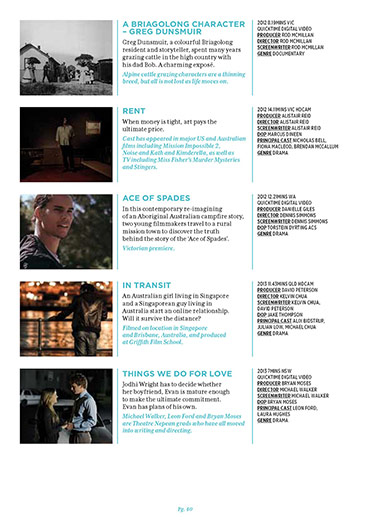 A BRIAGOLONG CHARACTER
– GREG DUNSMUIR
Greg Dunsmuir, a colourful Briagolong
resident and storyteller, spent many years
grazing cattle in the high country with
his dad Bob. A charming exposé.
Alpine cattle grazing characters are a thinning
breed, but all is not lost as life moves on.
2012 8.19MINS VIC
QUICKTIME DIGITAL VIDEO
PRODUCER ROD MCMILLAN
DIRECTOR ROD MCMILLAN
SCREENWRITER ROD MCMILLAN
GENRE DOCUMENTARY
RENT
When money is tight, art pays the
ultimate price.
Cast has appeared in major US and Australian
films including Mission Impossible 2,
Noise and Kath and Kimderella, as well as
TV including Miss Fisher's Murder Mysteries
and Stingers.
2012 14.11MINS VIC HDCAM
PRODUCER ALISTAIR REID
DIRECTOR ALISTAIR REID
SCREENWRITER ALISTAIR REID
DOP MARCUS DINEEN
PRINCIPAL CAST NICHOLAS BELL,
FIONA MACLEOD, BRENDAN MCCALLUM
GENRE DRAMA
ACE OF SPADES
In this contemporary re-imagining
of an Aboriginal Australian campfire story,
two young filmmakers travel to a rural
mission town to discover the truth
behind the story of the 'Ace of Spades'.
Victorian premiere.
2012 12.21MINS WA
QUICKTIME DIGITAL VIDEO
PRODUCER DANIELLE GILES
DIRECTOR DENNIS SIMMONS
SCREENWRITER DENNIS SIMMONS
DOP TORSTEIN DYRTING ACS
GENRE DRAMA
IN TRANSIT
An Australian girl living in Singapore
and a Singaporean guy living in
Australia start an online relationship.
Will it survive the distance?
Filmed on location in Singapore
and Brisbane, Australia, and produced
at Griffith Film School.
2013 11.43MINS QLD HDCAM
PRODUCER DAVID PETERSON
DIRECTOR KELVIN CHUA
SCREENWRITER KELVIN CHUA,
DAVID PETERSON
DOP JAKE THOMPSON
PRINCIPAL CAST
JULIAN LOW, MICHAEL CHUA
GENRE DRAMA
THINGS WE DO FOR LOVE
Jodhi Wright has to decide whether
her boyfriend, Evan is mature enough
to make the ultimate commitment.
Evan has plans of his own.
Michael Walker, Leon Ford and Bryan Moses
are Theatre Nepean grads who have all moved
into writing and directing.
2013 7MINS NSW
QUICKTIME DIGITAL VIDEO
PRODUCER BRYAN MOSES
DIRECTOR MICHAEL WALKER
SCREENWRITER MICHAEL WALKER
DOP BRYAN MOSES
PRINCIPAL CAST LEON FORD,
LAURA HUGHES
GENRE DRAMA
Pg. 80